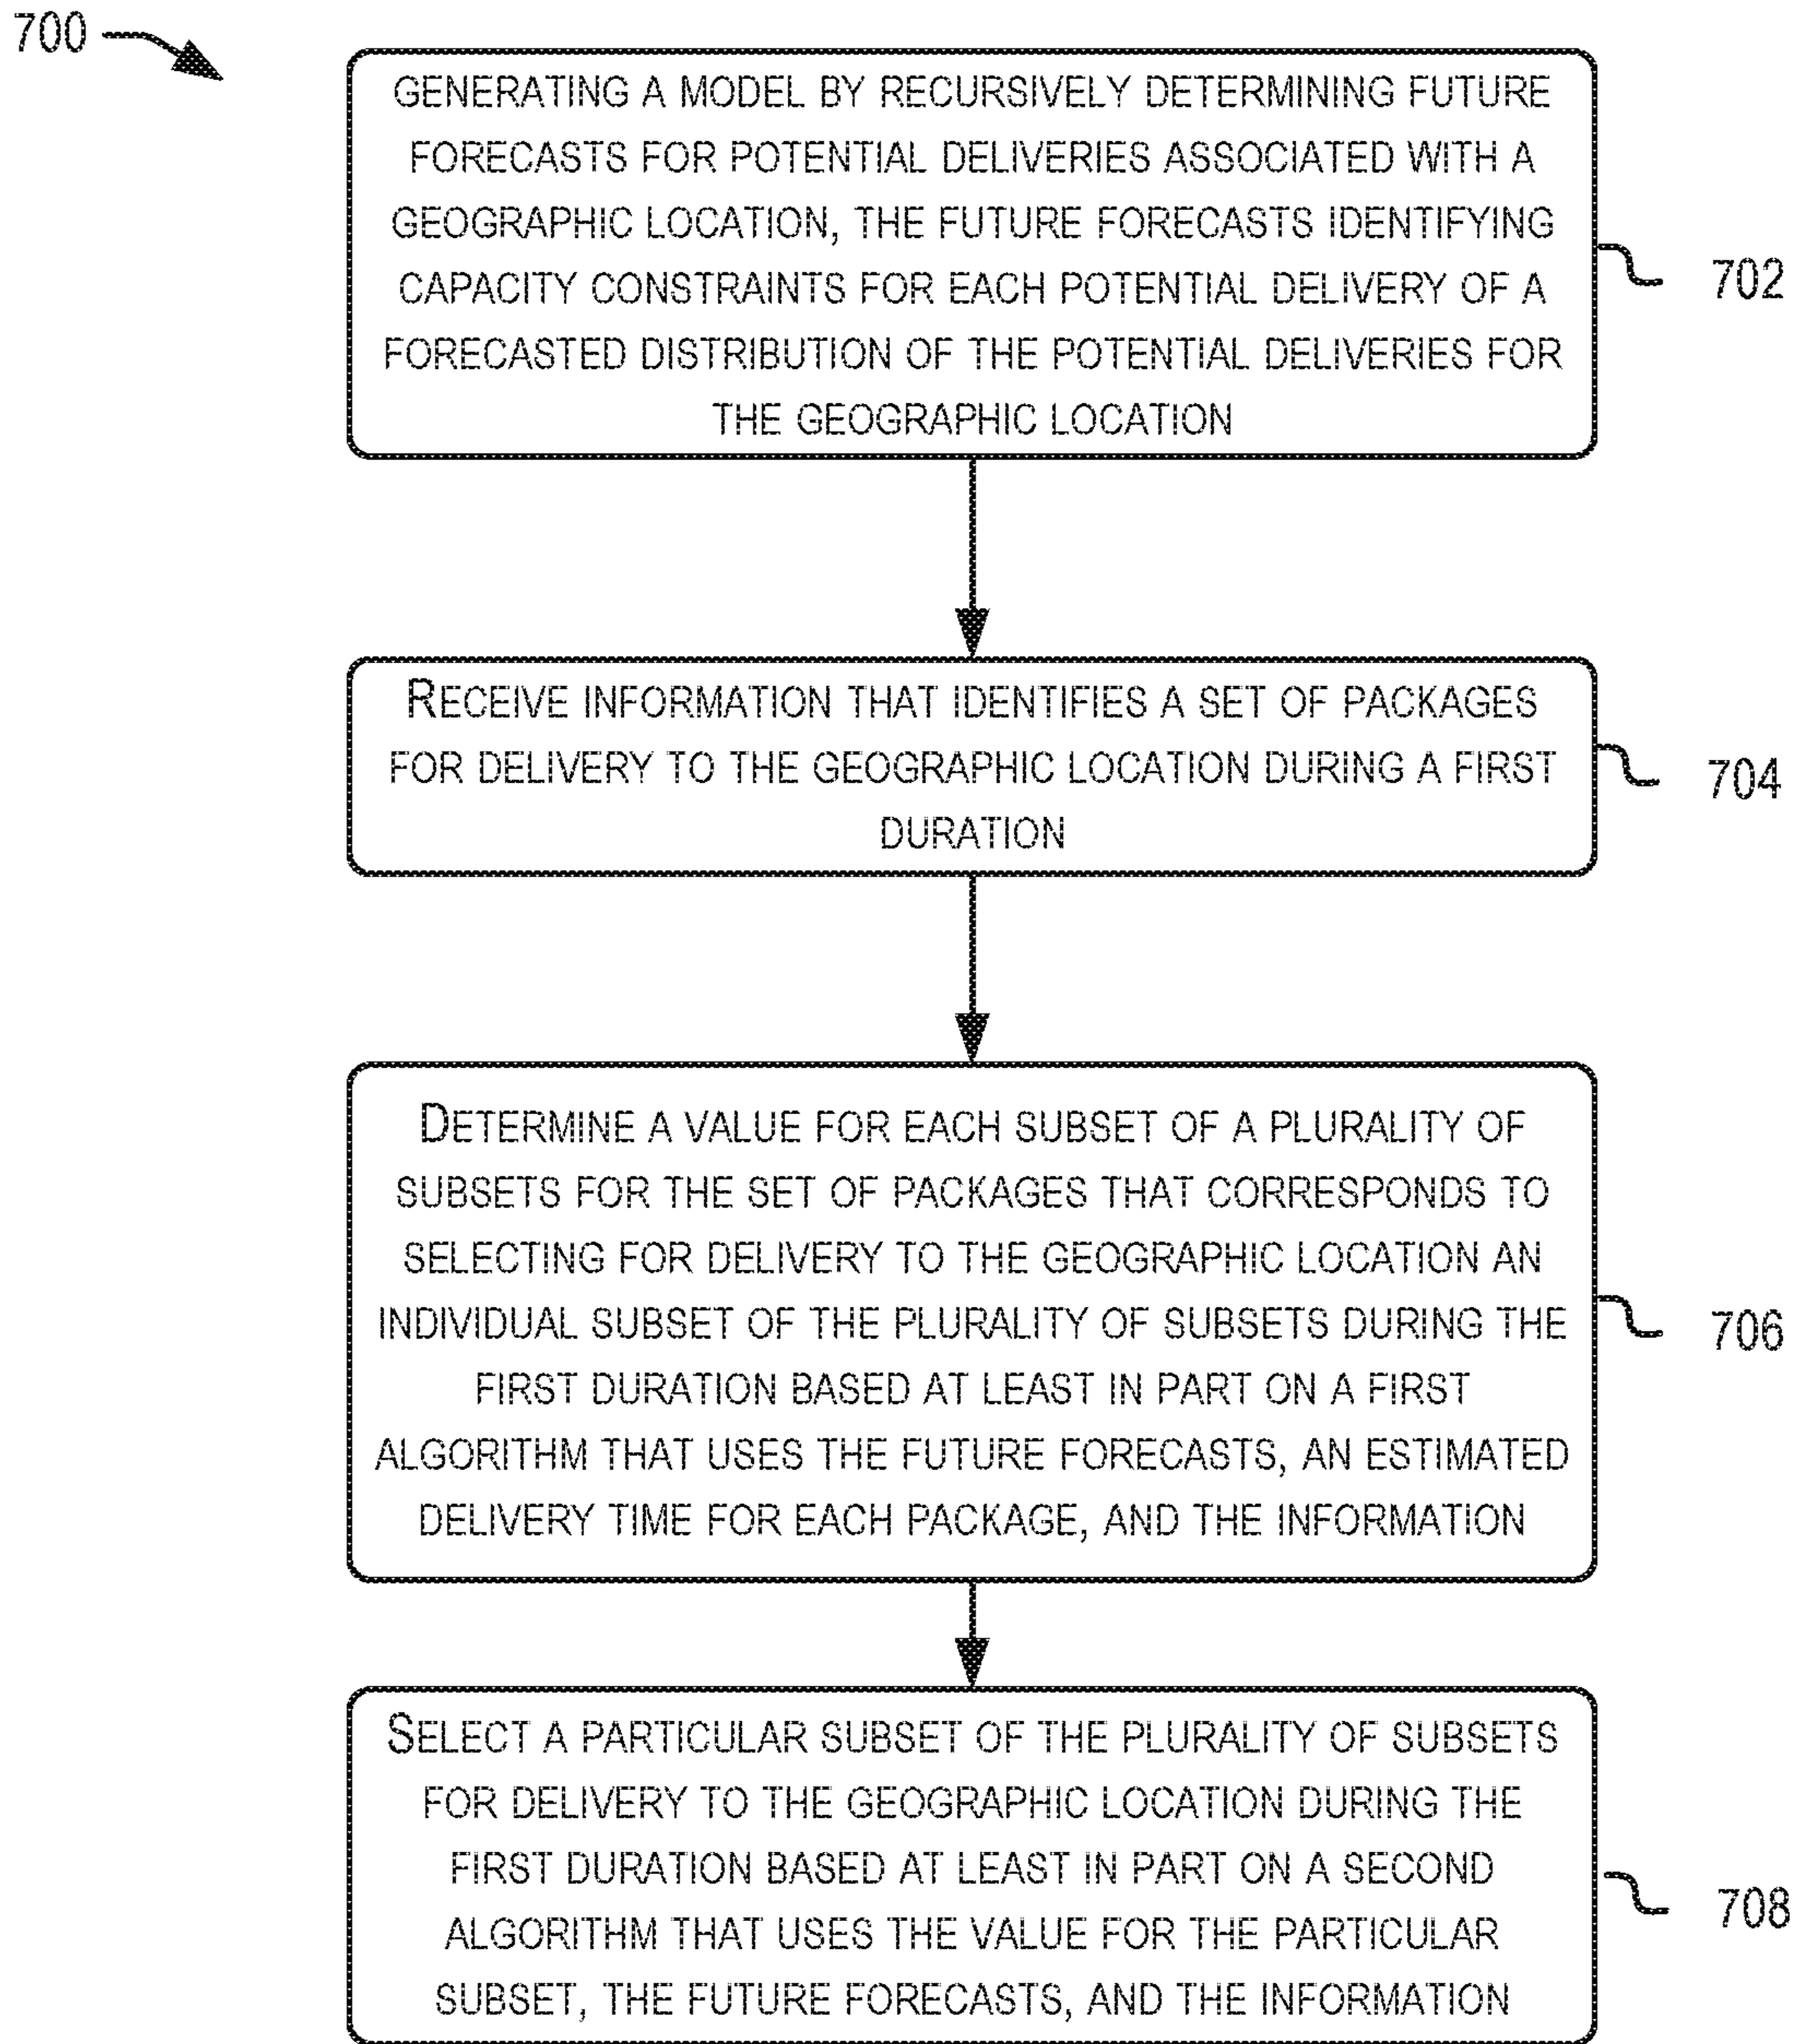 700
GENERATING A MODEL BY RECURSIVELY DETERMINING FUTURE
FORECASTS FOR POTENTIAL DELIVERIES ASSOCIATED WITH A
GEOGRAPHIC LOCATION, THE FUTURE FORECASTS IDENTIFYING
CAPACITY CONSTRAINTS FOR EACH POTENTIAL DELIVERY OF A
FORECASTED DISTRIBUTION OF THE POTENTIAL DELIVERIES FOR
THE GEOGRAPHIC LOCATION
702
RECEIVE INFORMATION THAT IDENTIFIES A SET OF PACKAGES
FOR DELIVERY TO THE GEOGRAPHIC LOCATION DURING A FIRST
DURATION
704
DETERMINE A VALUE FOR EACH SUBSET OF A PLURALITY OF
SUBSETS FOR THE SET OF PACKAGES THAT CORRESPONDS TO
SELECTING FOR DELIVERY TO THE GEOGRAPHIC LOCATION AN
INDIVIDUAL SUBSET OF THE PLURALITY OF SUBSETS DURING THE
FIRST DURATION BASED AT LEAST IN PART ON A FIRST
ALGORITHM THAT USES THE FUTURE FORECASTS, AN ESTIMATED
DELIVERY TIME FOR EACH PACKAGE, AND THE INFORMATION
706
SELECT A PARTICULAR SUBSET OF THE PLURALITY OF SUBSETS
FOR DELIVERY TO THE GEOGRAPHIC LOCATION DURING THE
FIRST DURATION BASED AT LEAST IN PART ON A SECOND
ALGORITHM THAT USES THE VALUE FOR THE PARTICULAR
SUBSET, THE FUTURE FORECASTS, AND THE INFORMATION
708